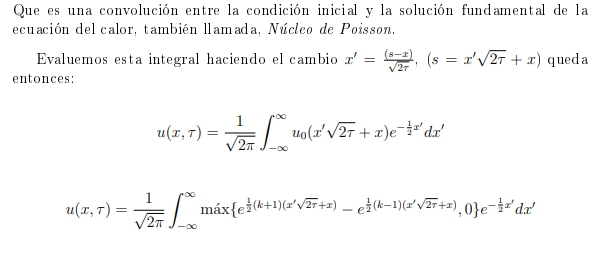 Que es una convolución entre la condición inicial y la solución fundamental de la
ecuación del calor, también llamada, Núcleo de Poisson.
Evaluemos esta integral haciendo el cambio $x' = \frac{(s-x)}{\sqrt{2\tau}}$, $(s = x'\sqrt{2\tau} + x)$ queda
entonces:
$u(x,\tau) = \frac{1}{\sqrt{2\pi}} \int_{-\infty}^{\infty} u_0(x'\sqrt{2\tau} + x)e^{-\frac{1}{2}x'}dx'$
$u(x,\tau) = \frac{1}{\sqrt{2\pi}} \int_{-\infty}^{\infty} \text{máx}\{e^{\frac{1}{2}(k+1)(x'\sqrt{2\tau}+x)} - e^{\frac{1}{2}(k-1)(x'\sqrt{2\tau}+x)}, 0\}e^{-\frac{1}{2}x'}dx'$